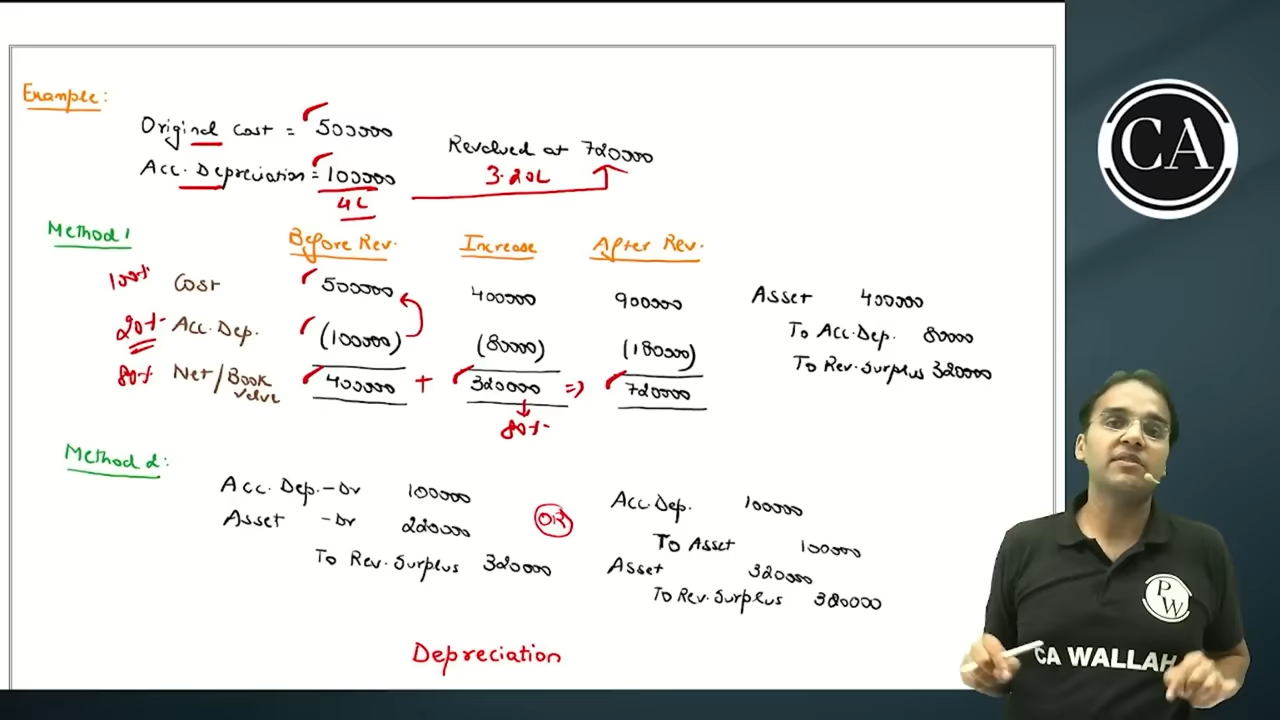 Example:
Original Cost = 500000
Acc. Depreciation = 100000
4L
Revalued at 720000
3.20L
Method 1
Before Rev. Increase After Rev.
100% Cost 500000 400000 900000
20% Acc. Dep. (100000) (80000) (180000)
80% Net/Book Value 400000 + 320000 => 720000
80%
Asset 400000
To Acc. Dep. 80000
To Rev. Surplus 320000
Method 2:
Acc. Dep. - Dr 100000
Asset - Dr 220000
To Rev. Surplus 320000
OR
Acc. Dep. 100000
To Asset 100000
Asset 320000
To Rev. Surplus 320000
Depreciation
CA
PW
CA WALLAH